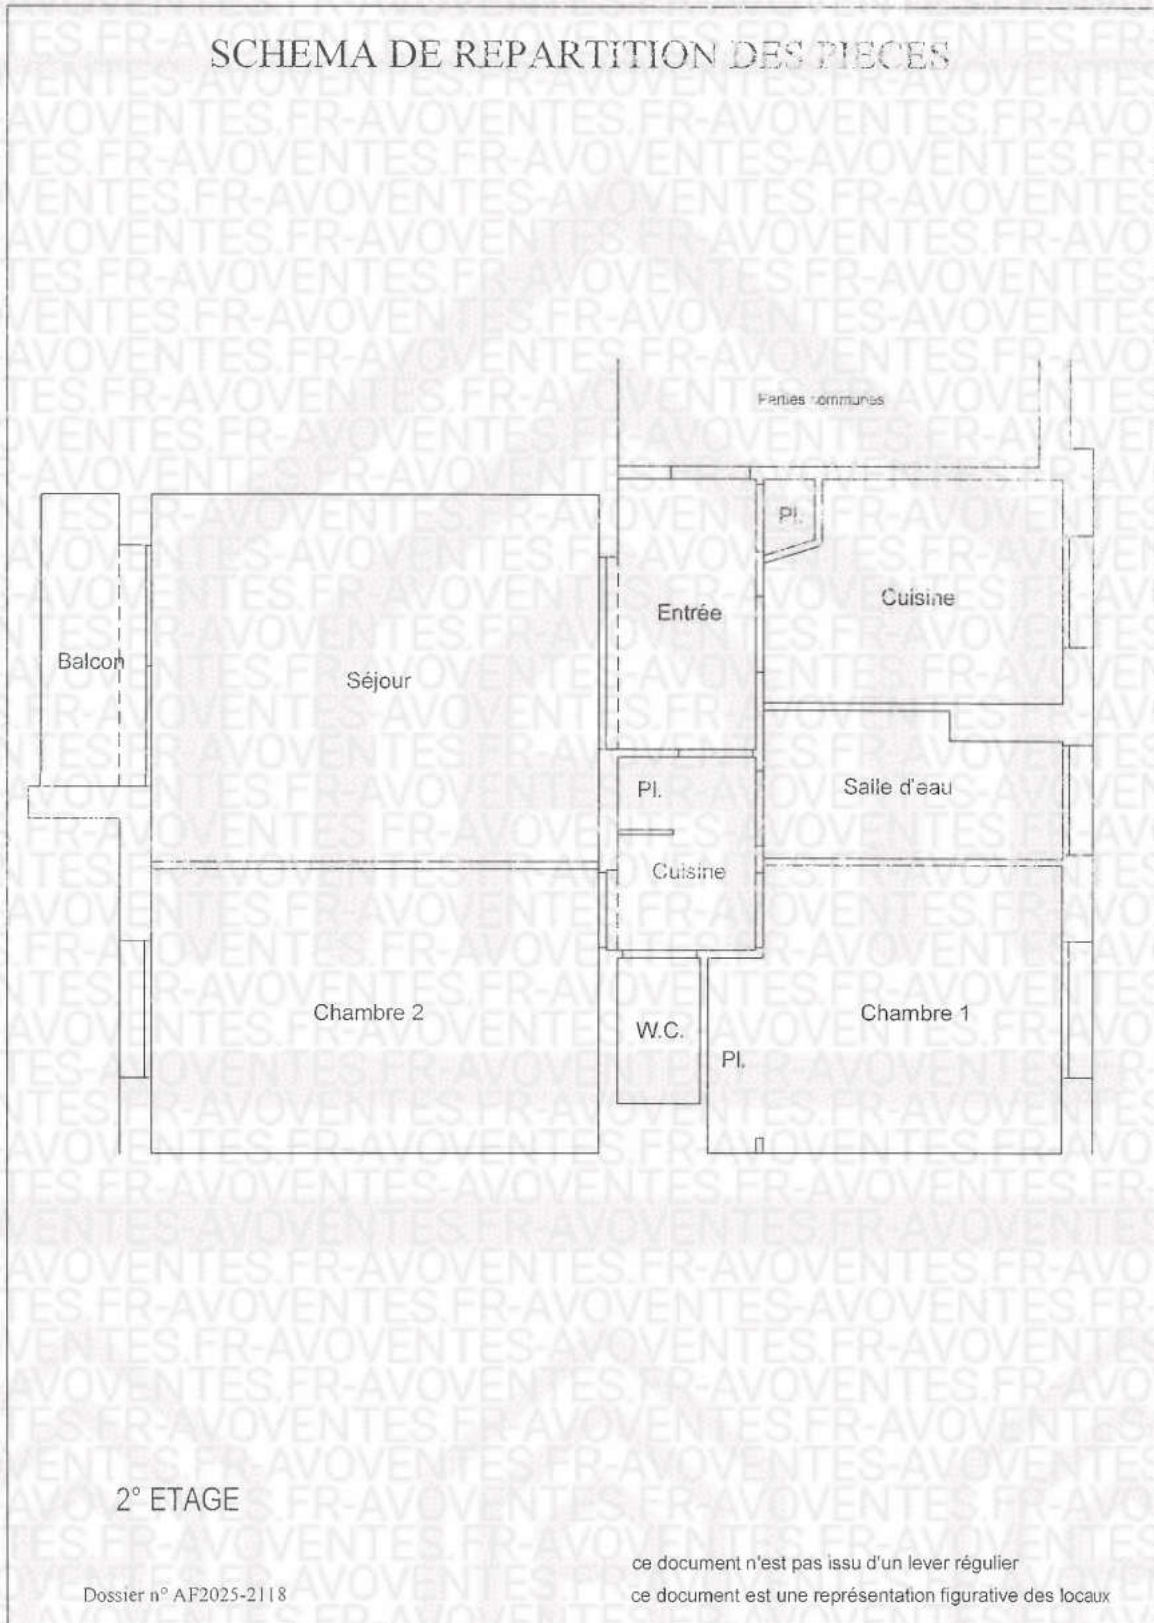 SCHEMA DE REPARTITION DES PIECES
Parties communes
Pl.
Cuisine
Entrée
Balcon
Séjour
Pl.
Salle d'eau
Cuisine
Chambre 2
W.C.
Chambre 1
Pl.
2° ETAGE
ce document n'est pas issu d'un lever régulier
Dossier n° AF2025-2118
ce document est une représentation figurative des locaux